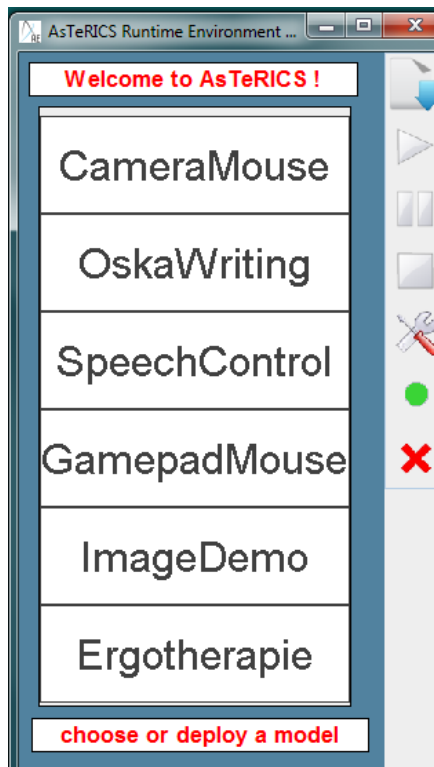 AsTeRICS Runtime Environment ...
Welcome to AsTeRICS !
CameraMouse
OskaWriting
SpeechControl
GamepadMouse
ImageDemo
Ergotherapie
choose or deploy a model